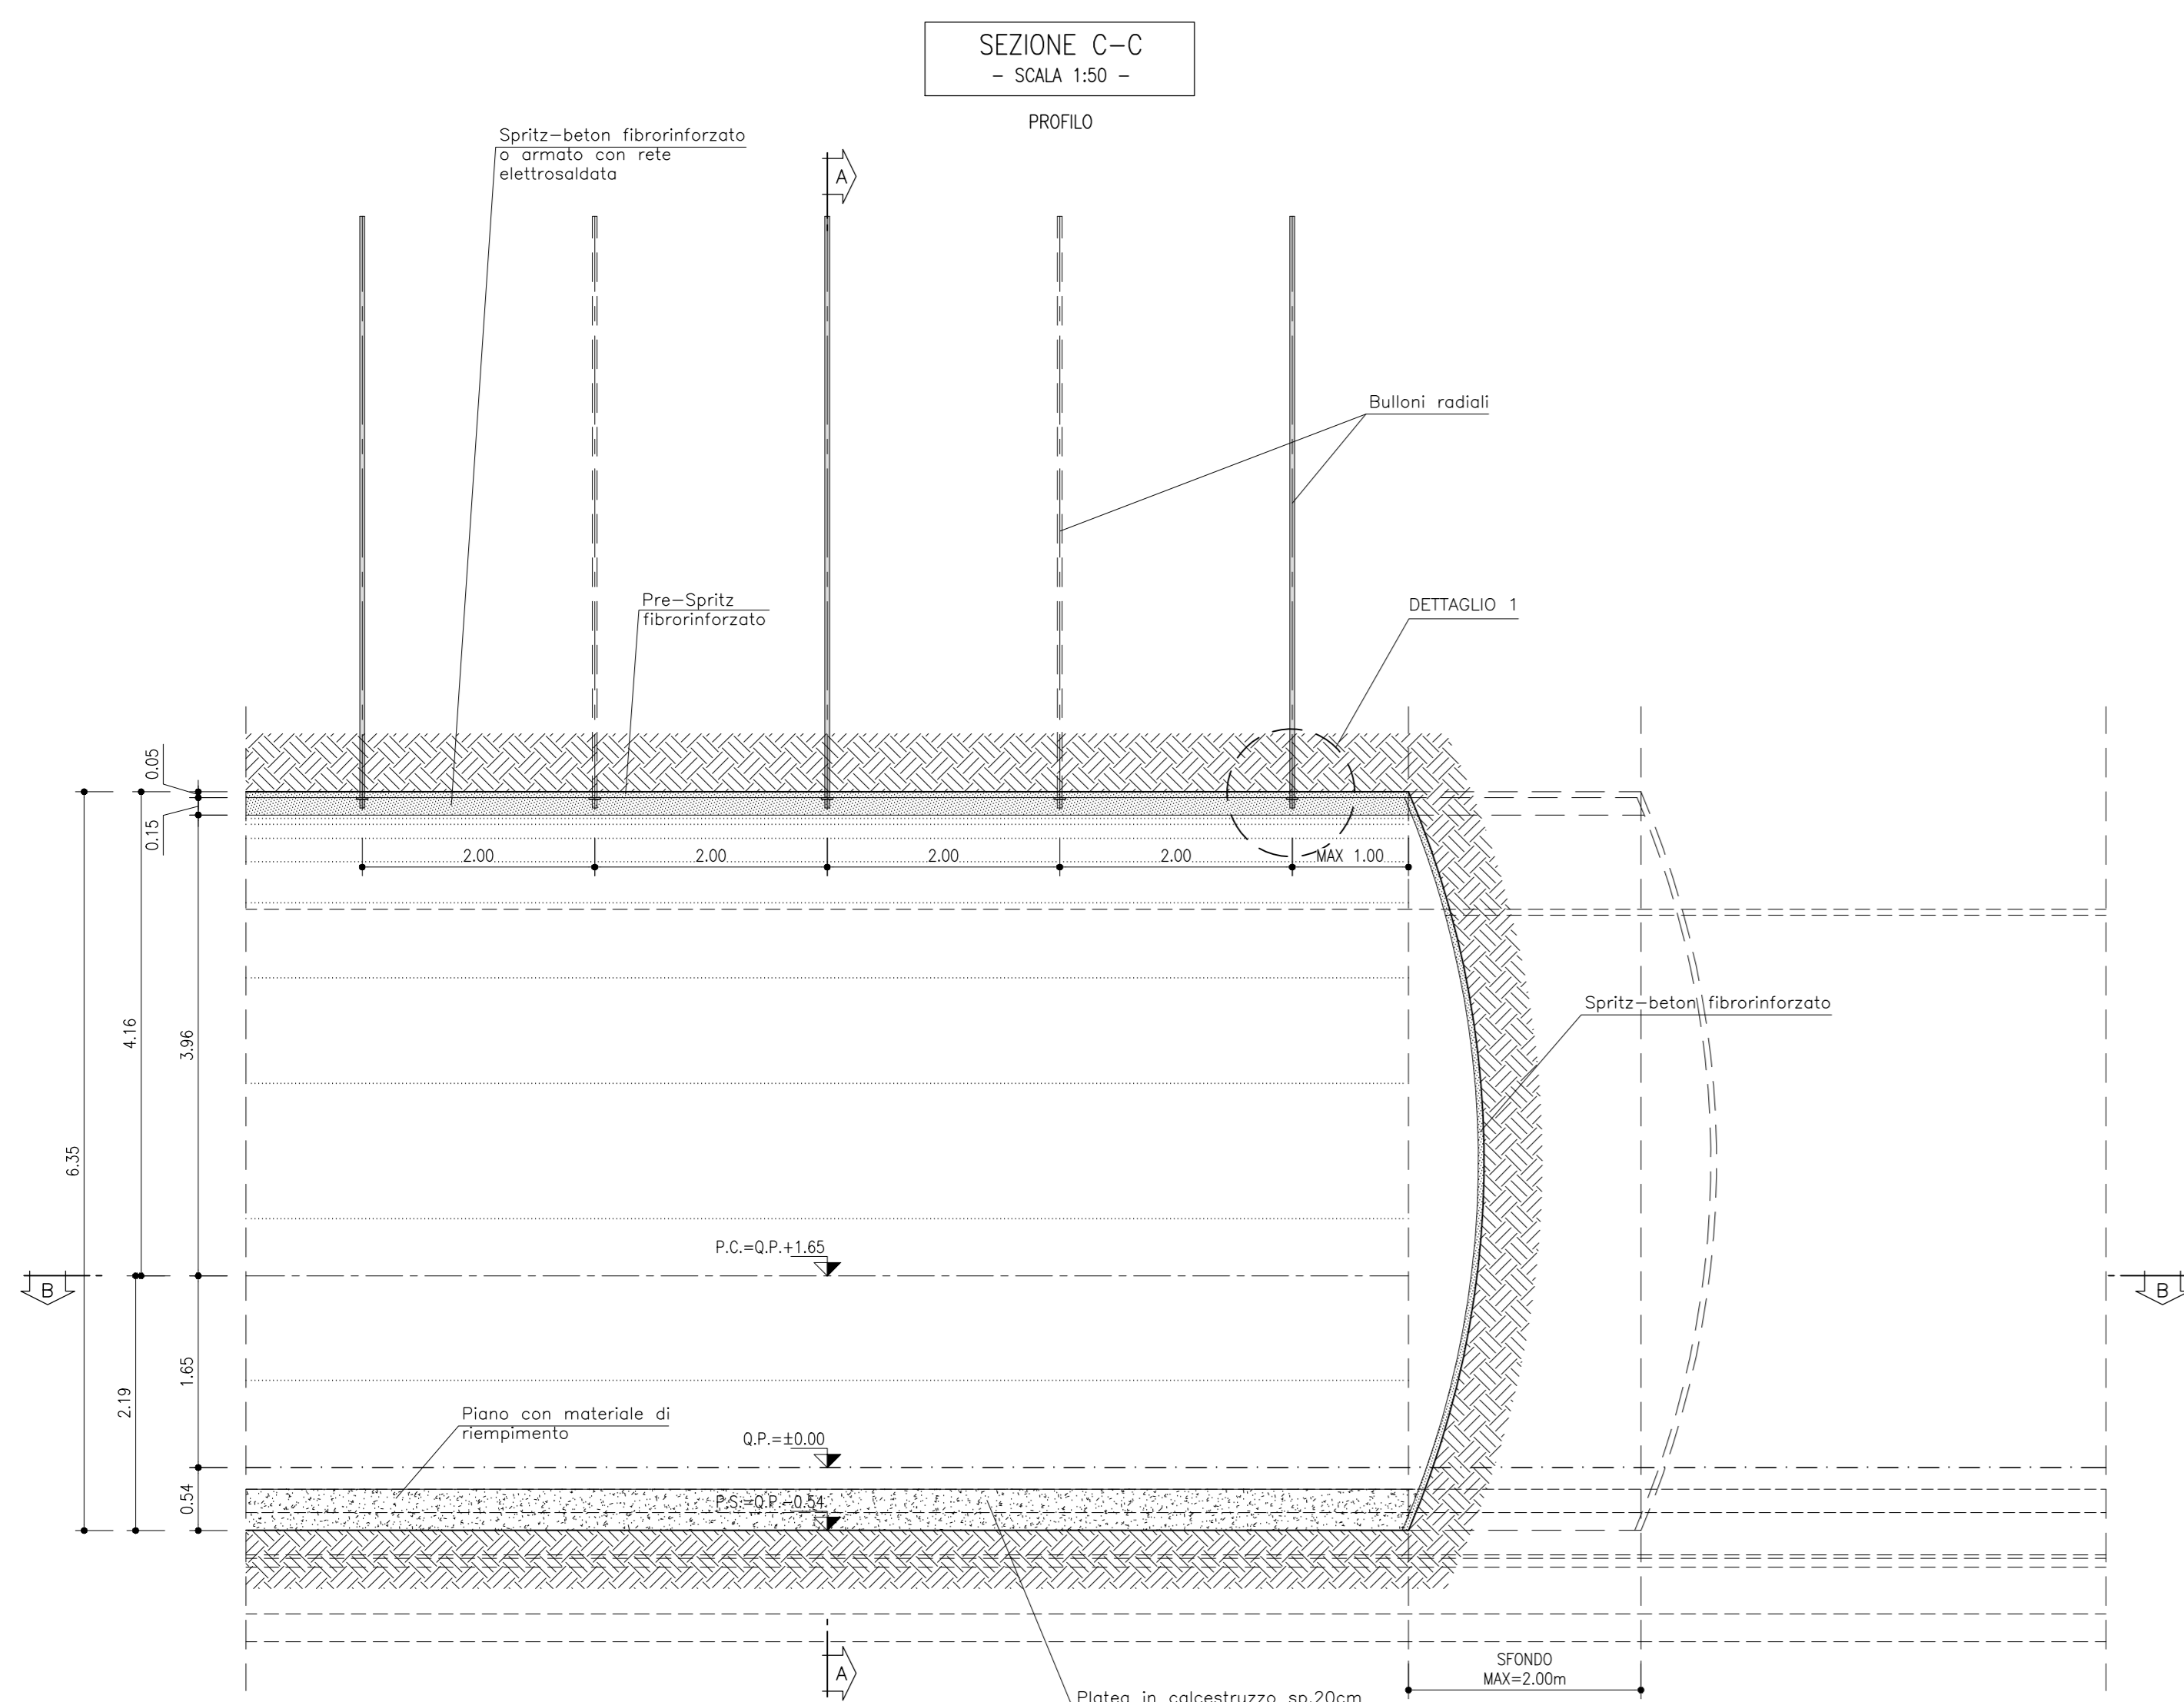 SEZIONE C-C
- SCALA 1:50 -
PROFILO
Spritz-beton fibrorinforzato
o armato con rete
elettrosaldata
A
Bulloni radiali
Pre-Spritz
fibrorinforzato
DETTAGLIO 1
0.05
0.15
2.00
2.00
2.00
2.00
MAX 1.00
Spritz-beton fibrorinforzato
4.16
3.96
6.35
P.C.=Q.P.+1.65
B
B
1.65
2.19
Piano con materiale di
riempimento
Q.P.=±0.00
0.54
P.S.=Q.P.-0.54
A
SFONDO
MAX=2.00m
Platea in calcestruzzo sp.20cm